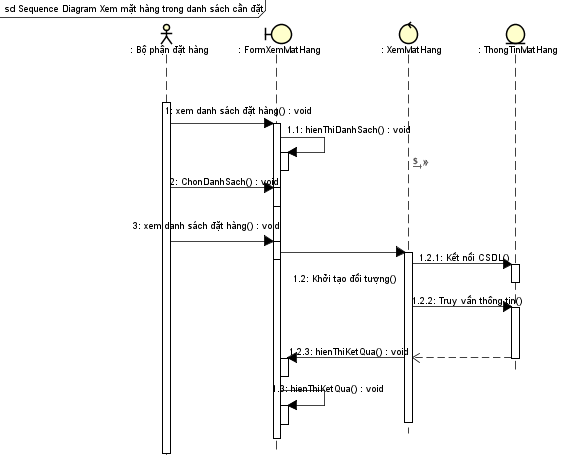 sd Sequence Diagram Xem mặt hàng trong danh sách cần đặt
: Bộ phận đặt hàng
: FormXemMatHang
: XemMatHang
: ThongTinMatHang
1: xem danh sách đặt hàng() : void
1.1: hienThiDanhSach() : void
2: ChonDanhSach() : void
3: xem danh sách đặt hàng() : void
1.2.1: Kết nối CSDL()
1.2: Khởi tạo đối tượng()
1.2.2: Truy vấn thông tin()
1.2.3: hienThiKetQua() : void
1.3: hienThiKetQua() : void